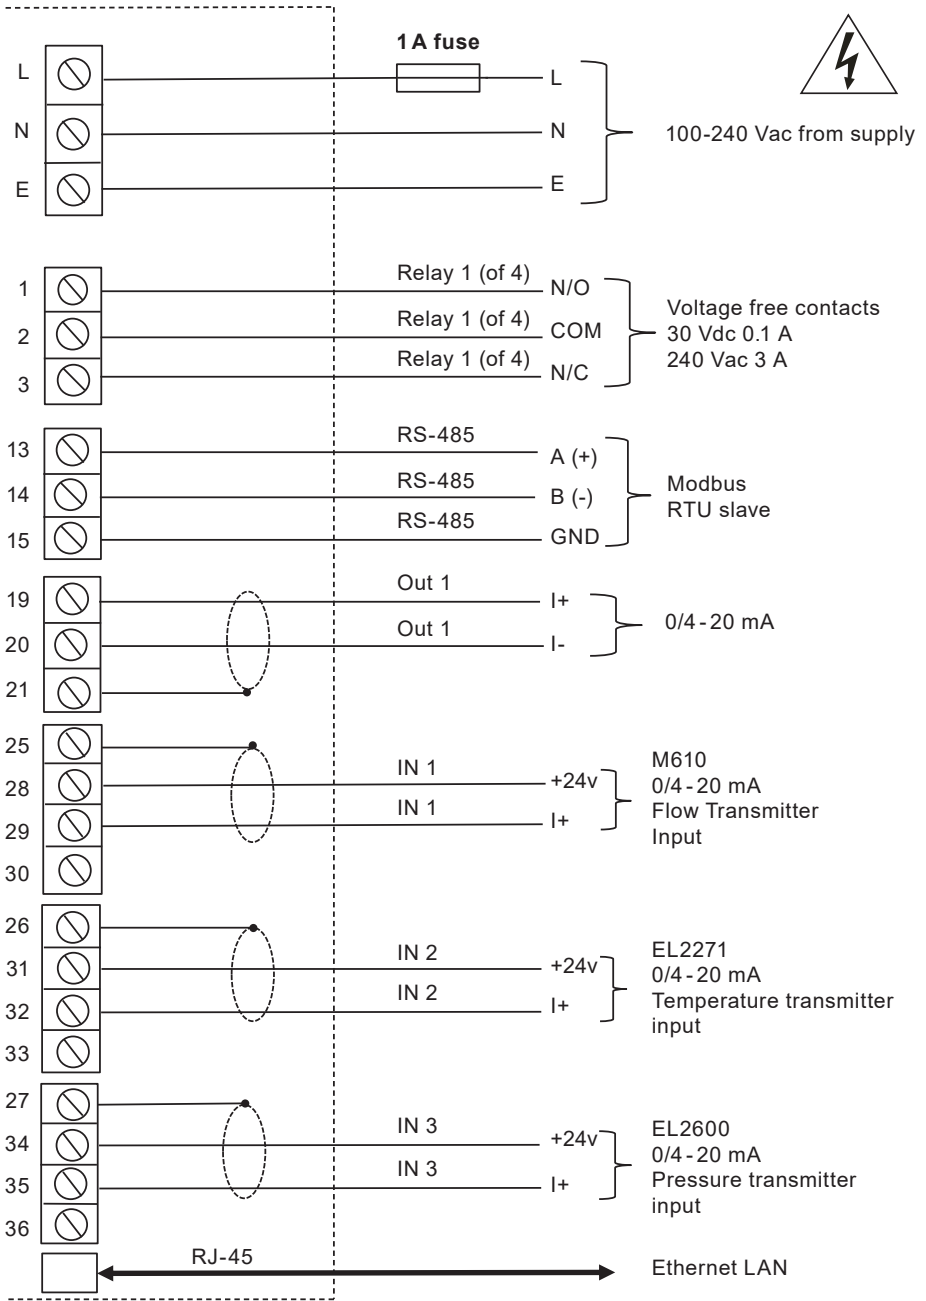 1 A fuse
L
L
N
N
100-240 Vac from supply
E
E
Relay 1 (of 4)
1
N/O
Relay 1 (of 4)
Voltage free contacts
2
COM
30 Vdc 0.1 A
Relay 1 (of 4)
240 Vac 3 A
3
N/C
RS-485
13
A (+)
RS-485
Modbus
14
B (-)
RTU slave
RS-485
15
GND
Out 1
19
I+
Out 1
0/4-20 mA
20
I-
21
25
M610
IN 1
28
+24v
0/4-20 mA
IN 1
Flow Transmitter
29
I+
Input
30
26
IN 2
EL2271
31
+24v
0/4-20 mA
IN 2
Temperature transmitter
32
I+
input
33
27
IN 3
EL2600
34
+24v
0/4-20 mA
IN 3
Pressure transmitter
35
I+
input
36
RJ-45
Ethernet LAN